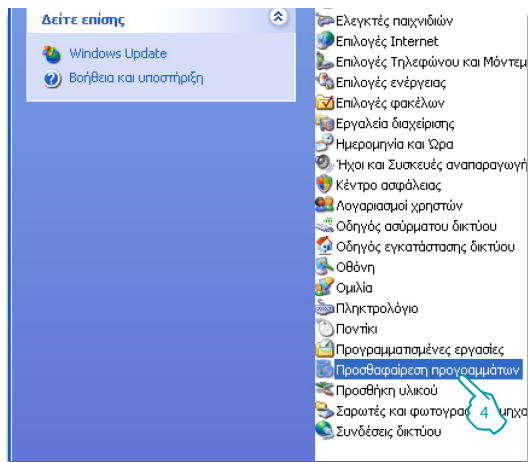 Δείτε επίσης
Windows Update
Βοήθεια και υποστήριξη
Ελεγκτές παιχνιδιών
Επιλογές Internet
Επιλογές Τηλεφώνου και Μόντεμ
Επιλογές ενέργειας
Επιλογές φακέλων
Εργαλεία διαχείρισης
Ημερομηνία και Ώρα
Ήχοι και Συσκευές αναπαραγωγή
Κέντρο ασφάλειας
Λογαριασμοί χρηστών
Οδηγός ασύρματου δικτύου
Οδηγός εγκατάστασης δικτύου
Οθόνη
Ομιλία
Πληκτρολόγιο
Ποντίκι
Προγραμματισμένες εργασίες
Προσθαφαίρεση προγραμμάτων
Προσθήκη υλικού
Σαρωτές και
4
Συνδέσεις δικτύου